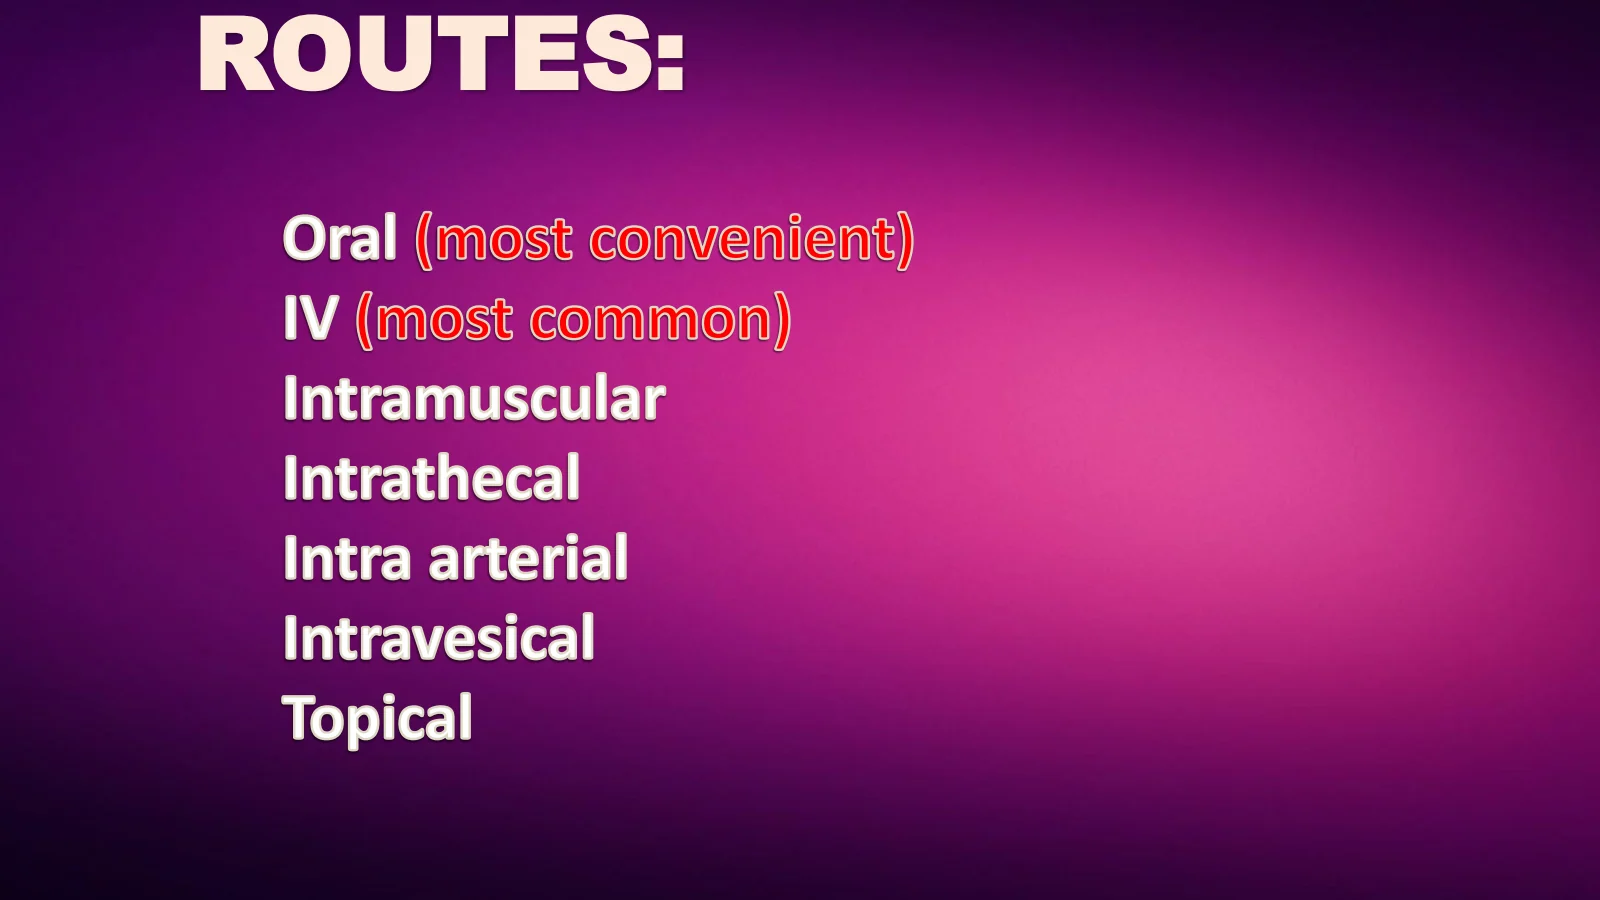 ROUTES:
Oral (most convenient)
IV (most common)
Intramuscular
Intrathecal
Intra arterial
Intravesical
Topical